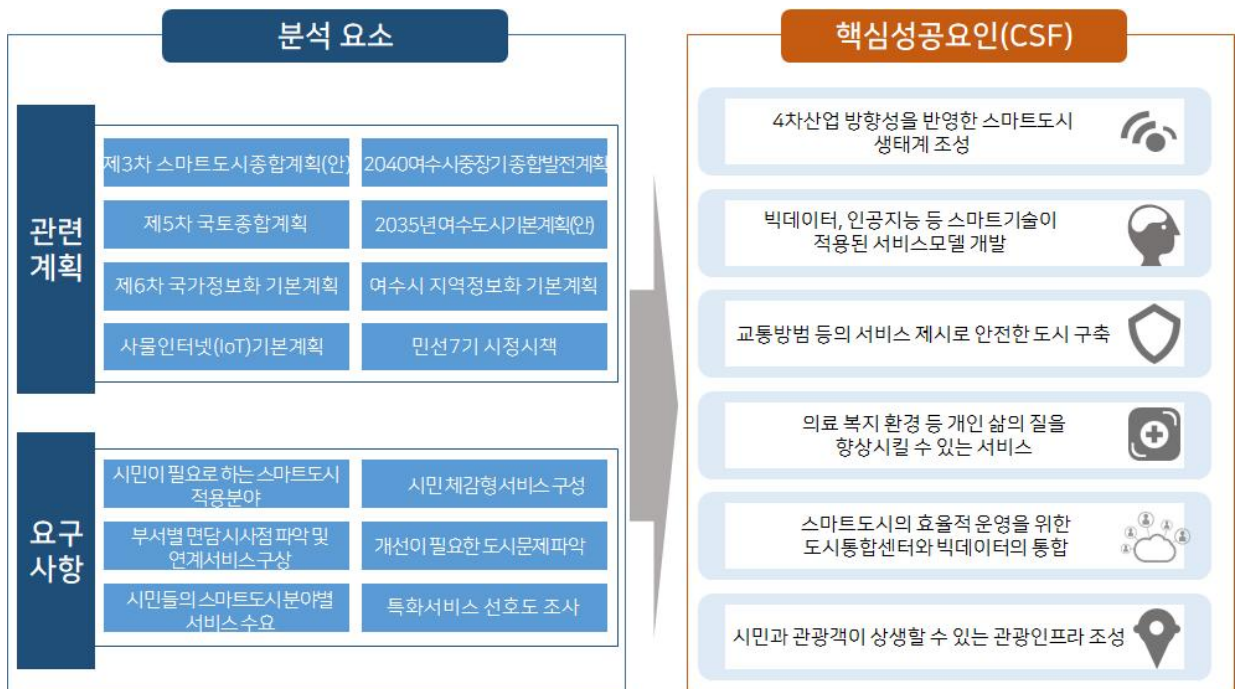 분석 요소
관련
계획
제3차 스마트도시종합계획(안)
2040여수시중장기종합발전계획
제5차 국토종합계획
2035년여수도시기본계획(안)
제6차 국가정보화 기본계획
여수시 지역정보화 기본계획
사물인터넷(IoT)기본계획
민선7기 시정시책
요구
사항
시민이 필요로 하는 스마트도시
적용분야
시민 체감형 서비스 구성
부서별 면담 시사점 파악 및
연계서비스 구상
개선이 필요한 도시문제 파악
시민들의 스마트도시 분야별
서비스 수요
특화서비스 선호도 조사
핵심성공요인(CSF)
4차산업 방향성을 반영한 스마트도시
생태계 조성
빅데이터, 인공지능 등 스마트기술이
적용된 서비스모델 개발
교통방범 등의 서비스 제시로 안전한 도시 구축
의료 복지 환경 등 개인 삶의 질을
향상시킬 수 있는 서비스
스마트도시의 효율적 운영을 위한
도시통합센터와 빅데이터의 통합
시민과 관광객이 상생할 수 있는 관광인프라 조성